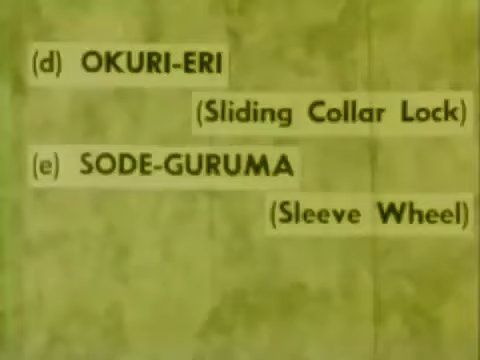 (d) OKURI-ERI
(Sliding Collar Lock)
(e) SODE-GURUMA
(Sleeve Wheel)